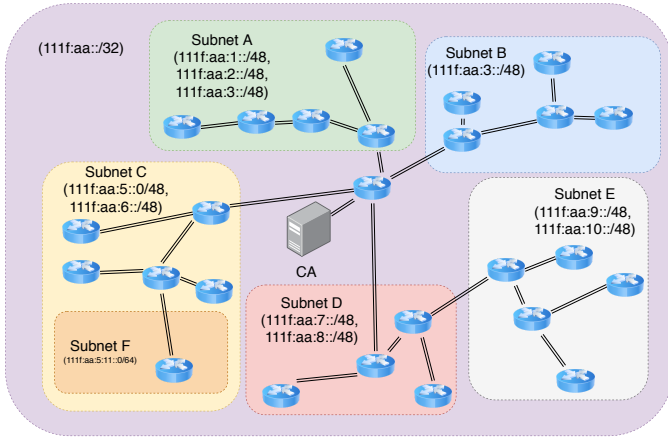 (111f:aa::/32)
Subnet A
(111f:aa:1::/48,
111f:aa:2::/48,
111f:aa:3::/48)
Subnet B
(111f:aa:3::/48)
Subnet C
(111f:aa:5::0/48,
111f:aa:6::/48)
Subnet E
(111f:aa:9::/48,
111f:aa:10::/48)
CA
Subnet D
(111f:aa:7::/48,
111f:aa:8::/48)
Subnet F
(111f:aa:5:11::0/64)